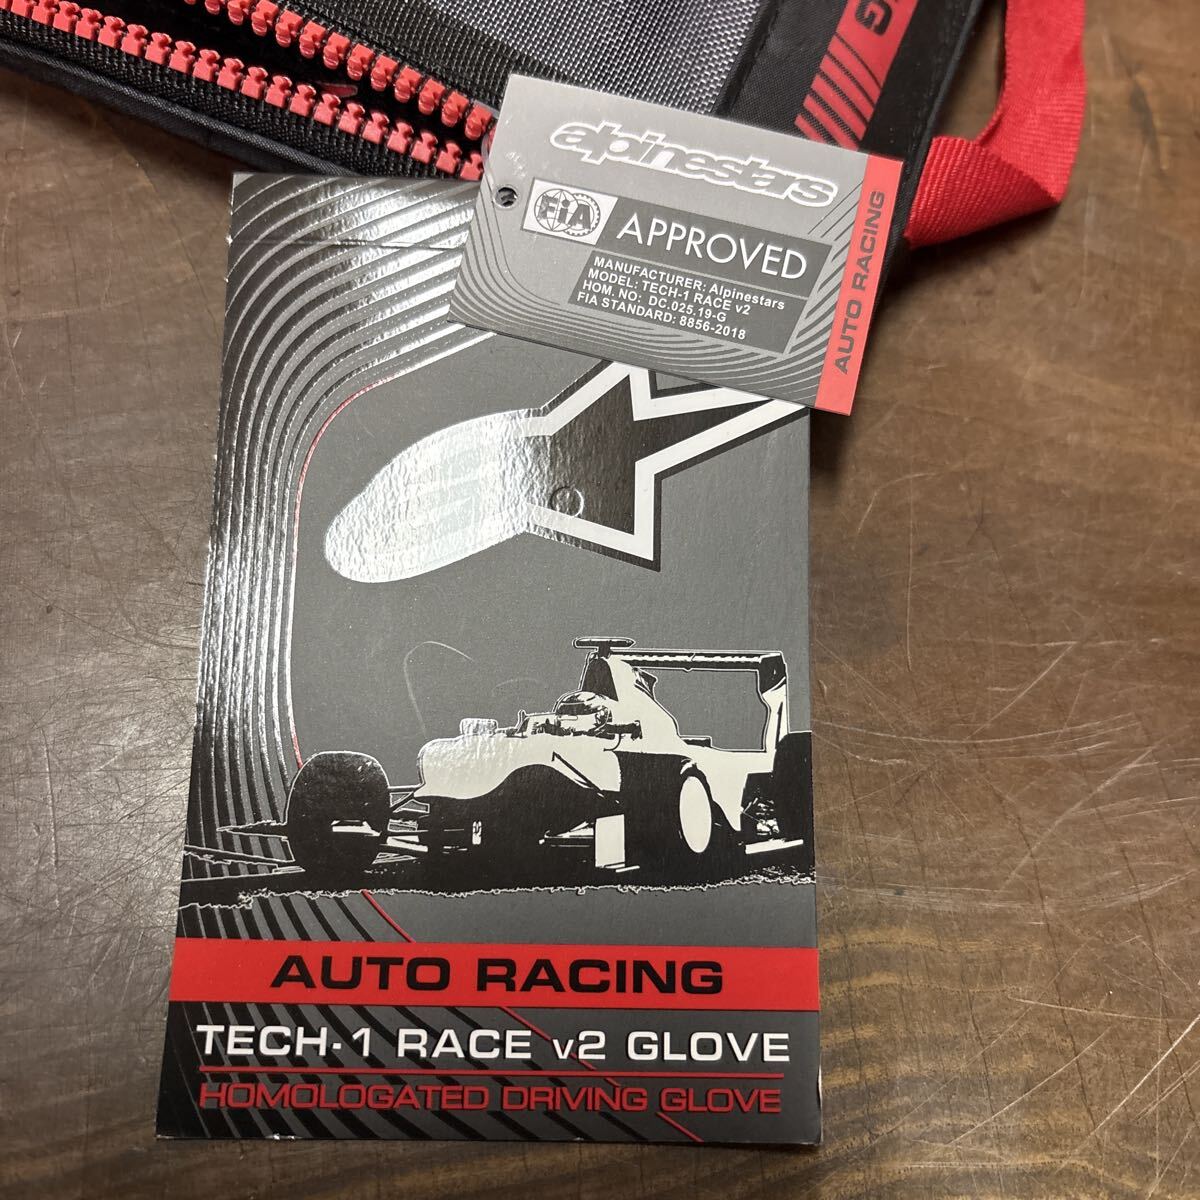 alpinestars
FIA
APPROVED
MANUFACTURER: Alpinestars
MODEL: TECH-1 RACE v2
HOM. NO: DC.025.19-G
FIA STANDARD: 8856-2018
AUTO RACING
AUTO RACING
TECH-1 RACE v2 GLOVE
HOMOLOGATED DRIVING GLOVE